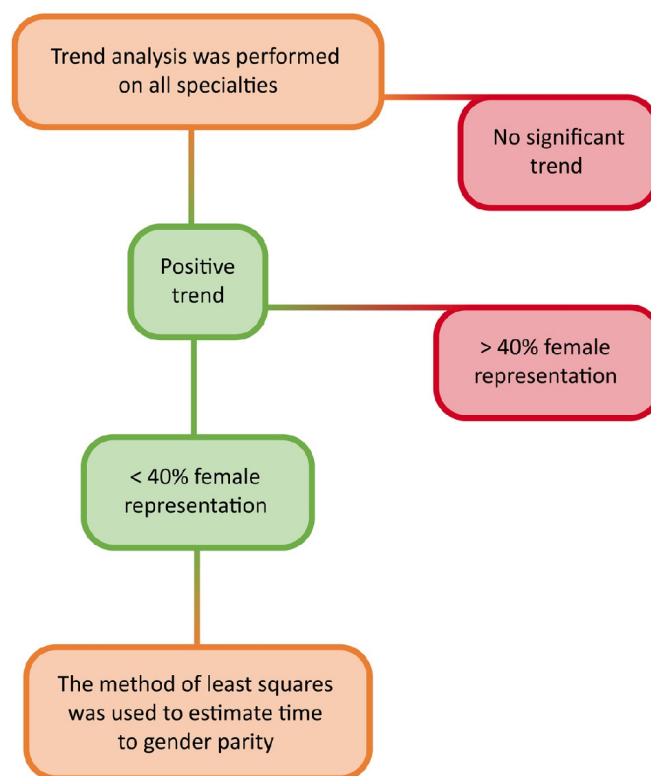 Trend analysis was performed
on all specialties
No significant
trend
Positive
trend
> 40% female
representation
< 40% female
representation
The method of least squares
was used to estimate time
to gender parity